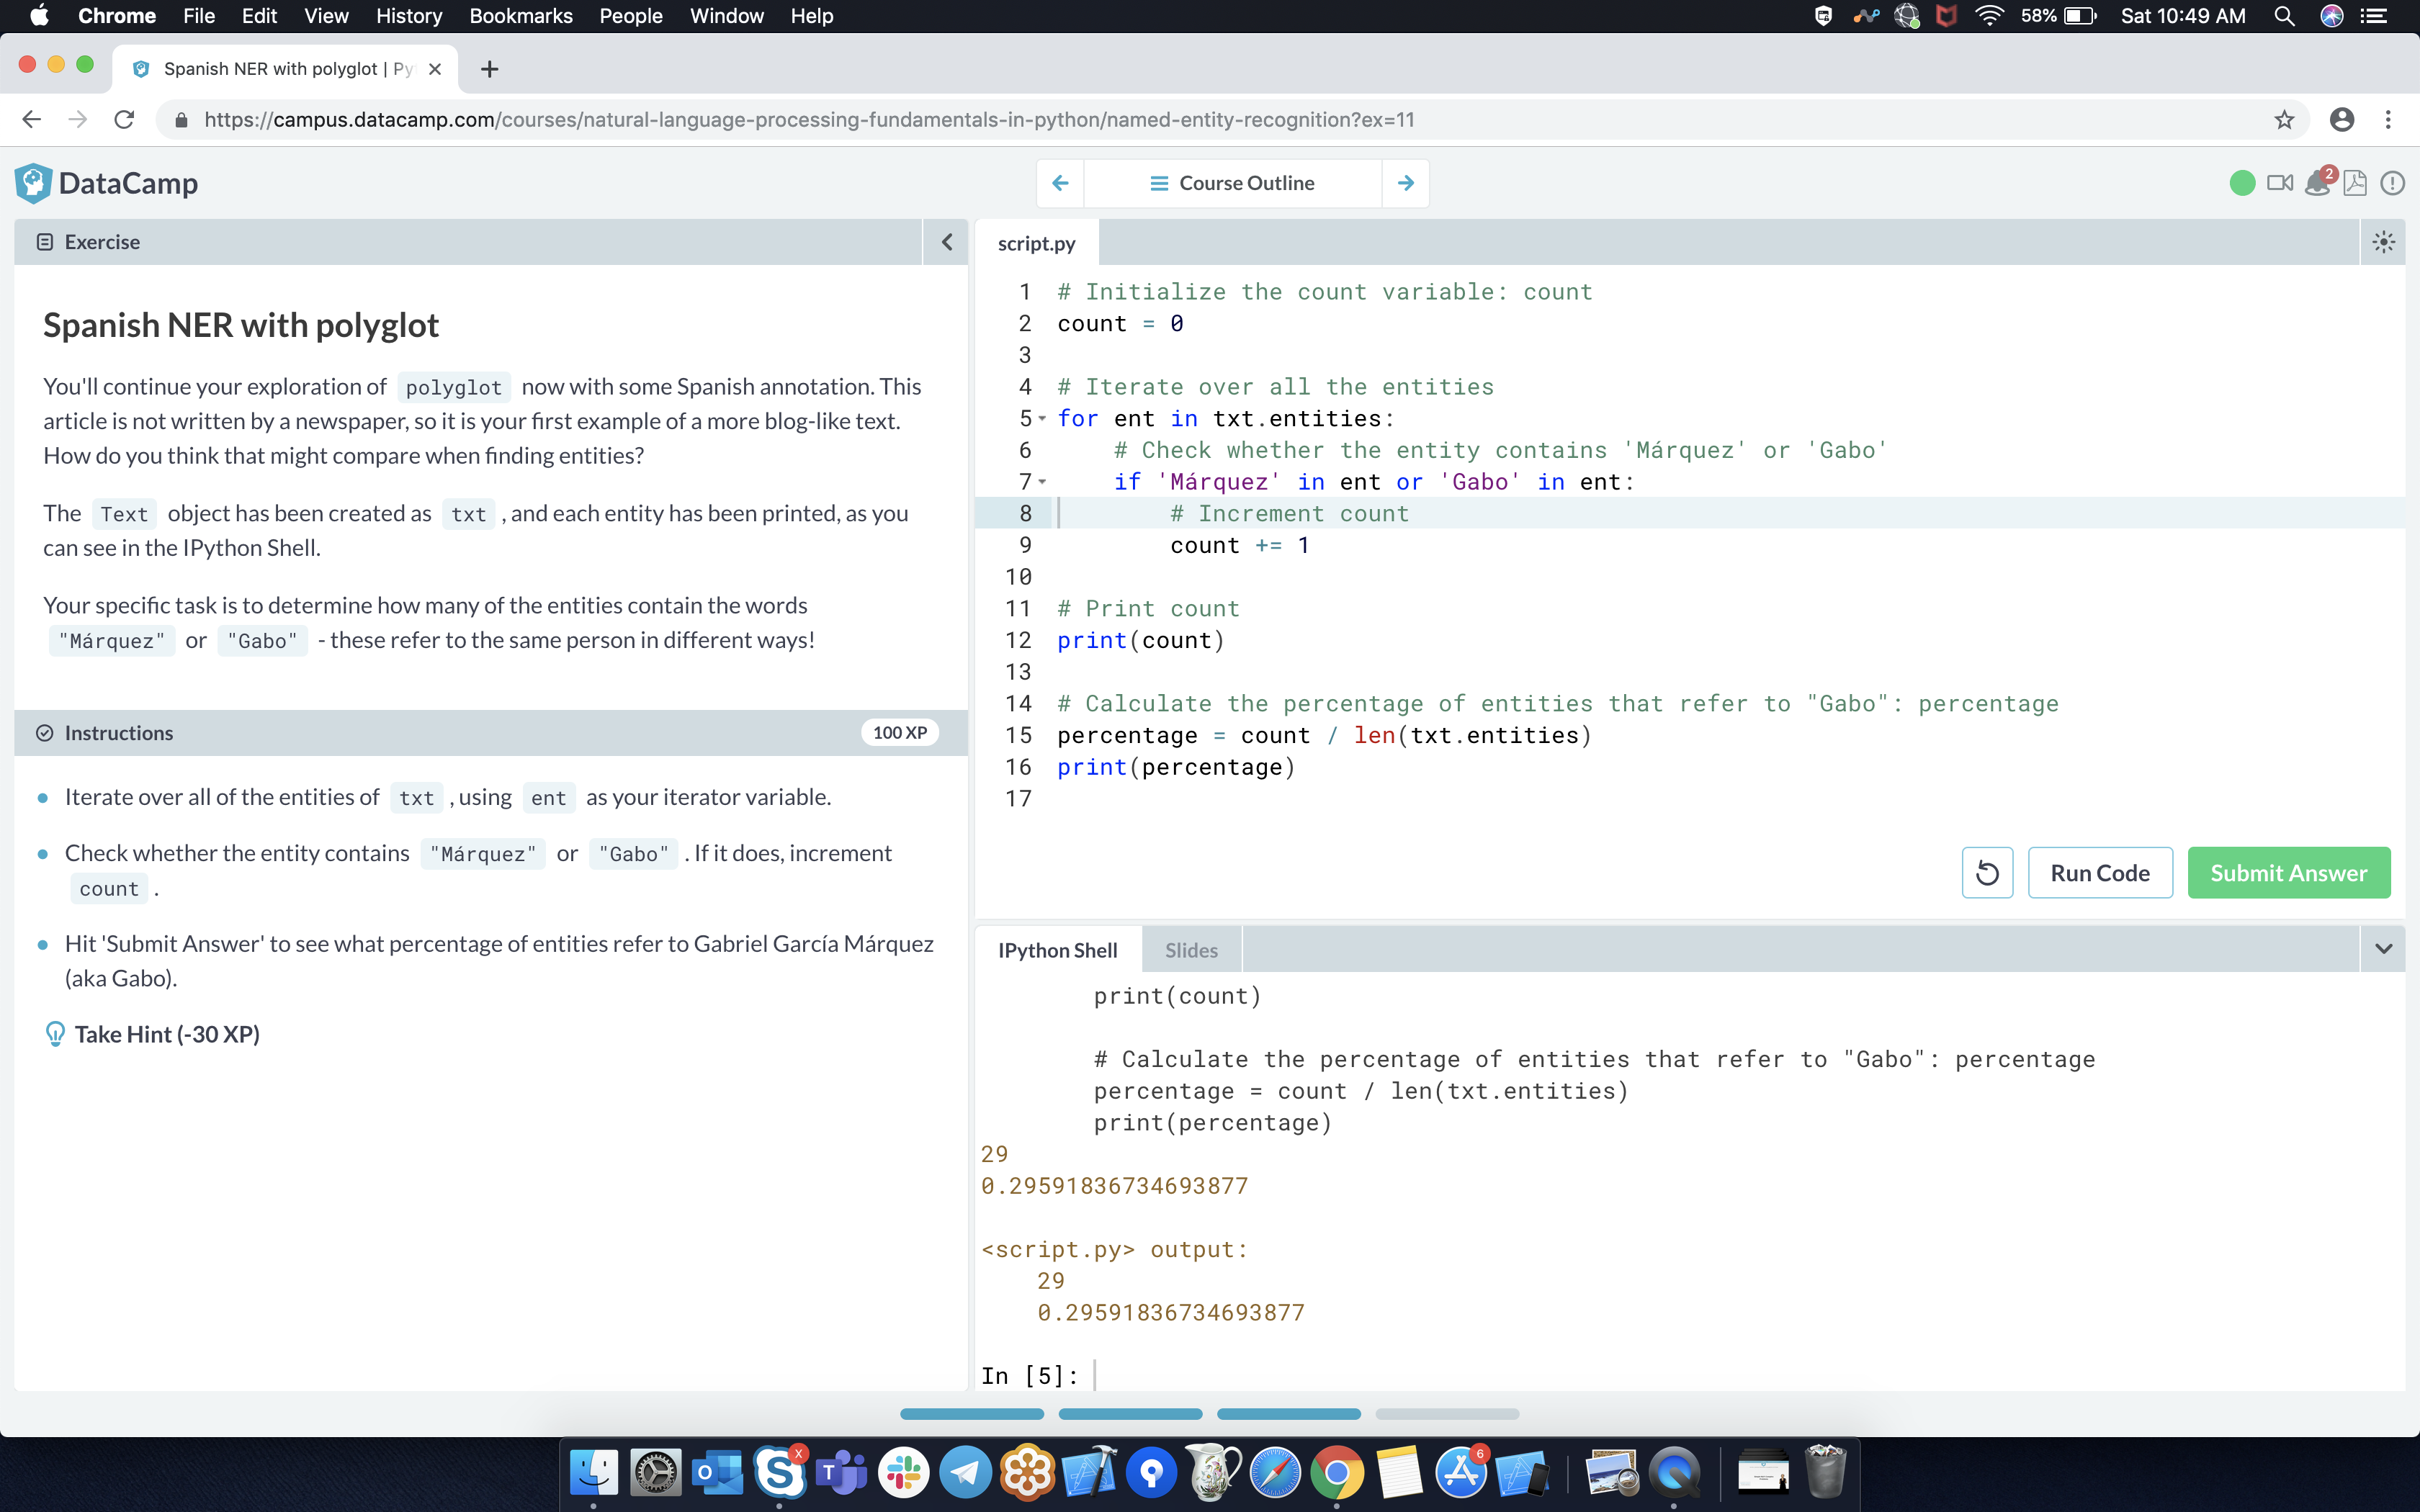 Chrome File Edit View History Bookmarks People Window Help 58% Sat 10:49 AM
Spanish NER with polyglot | Py
https://campus.datacamp.com/courses/natural-language-processing-fundamentals-in-python/named-entity-recognition?ex=11
DataCamp
Course Outline
2
Exercise
Spanish NER with polyglot
You'll continue your exploration of polyglot now with some Spanish annotation. This
article is not written by a newspaper, so it is your first example of a more blog-like text.
How do you think that might compare when finding entities?
The Text object has been created as txt , and each entity has been printed, as you
can see in the IPython Shell.
Your specific task is to determine how many of the entities contain the words
"Márquez" or "Gabo" - these refer to the same person in different ways!
Instructions
100 XP
Iterate over all of the entities of txt , using ent as your iterator variable.
Check whether the entity contains "Márquez" or "Gabo" . If it does, increment
count .
Hit 'Submit Answer' to see what percentage of entities refer to Gabriel García Márquez
(aka Gabo).
Take Hint (-30 XP)
script.py
1 # Initialize the count variable: count
2 count = 0
3
4 # Iterate over all the entities
5 for ent in txt.entities:
6     # Check whether the entity contains 'Márquez' or 'Gabo'
7     if 'Márquez' in ent or 'Gabo' in ent:
8         # Increment count
9         count += 1
10
11 # Print count
12 print(count)
13
14 # Calculate the percentage of entities that refer to "Gabo": percentage
15 percentage = count / len(txt.entities)
16 print(percentage)
17
Run Code
Submit Answer
IPython Shell
Slides
print(count)
# Calculate the percentage of entities that refer to "Gabo": percentage
percentage = count / len(txt.entities)
print(percentage)
29
0.29591836734693877
<script.py> output:
29
0.29591836734693877
In [5]:
X
6